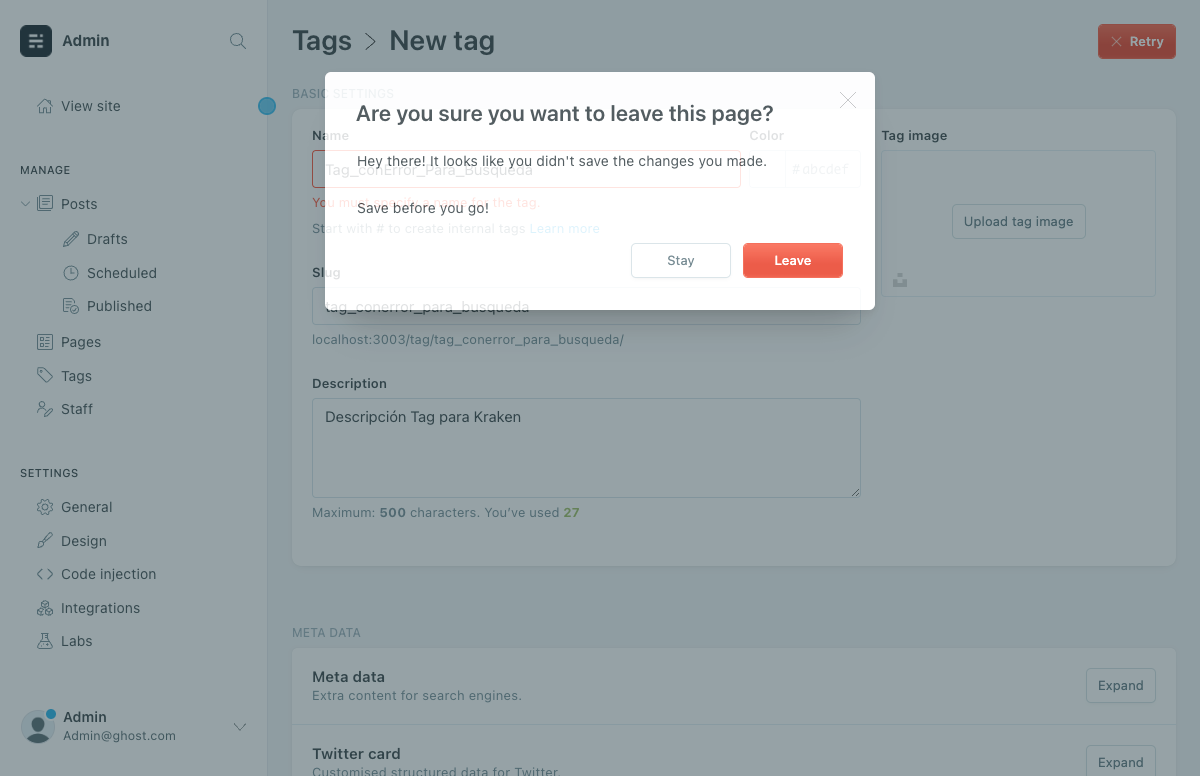 Admin
View site
MANAGE
Posts
Drafts
Scheduled
Published
Pages
Tags
Staff
SETTINGS
General
Design
Code injection
Integrations
Labs
Admin
Admin@ghost.com
Tags > New tag
Retry
BASIC SETTINGS
Are you sure you want to leave this page?
Hey there! It looks like you didn't save the changes you made.
Save before you go!
Stay
Leave
Name
Tag_conError_Para_Busqueda
You must specify a name for the tag.
Start with # to create internal tags Learn more
Color
# abcdef
Tag image
Upload tag image
Slug
tag_conerror_para_busqueda
localhost:3003/tag/tag_conerror_para_busqueda/
Description
Descripción Tag para Kraken
Maximum: 500 characters. You've used 27
META DATA
Meta data
Extra content for search engines.
Expand
Twitter card
Customised structured data for Twitter.
Expand